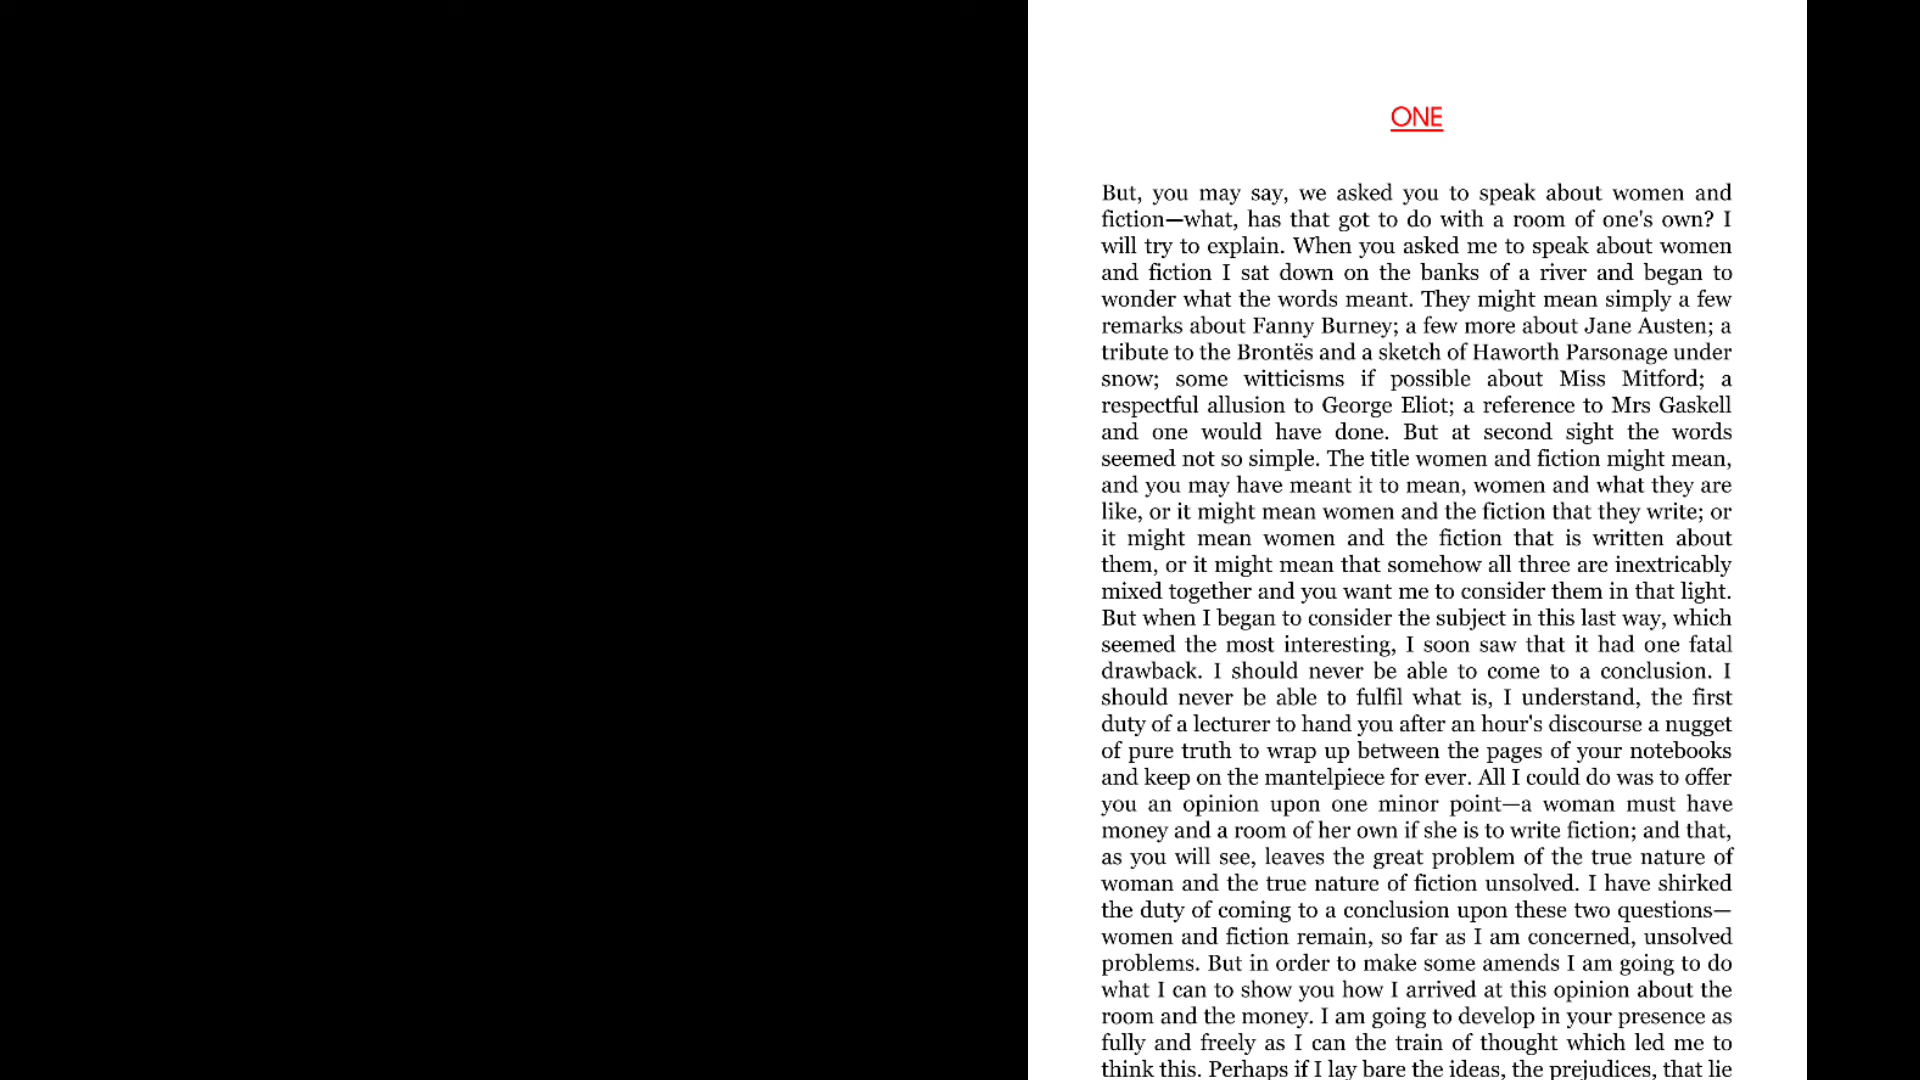 ONE
But, you may say, we asked you to speak about women and
fiction—what, has that got to do with a room of one's own? I
will try to explain. When you asked me to speak about women
and fiction I sat down on the banks of a river and began to
wonder what the words meant. They might mean simply a few
remarks about Fanny Burney; a few more about Jane Austen; a
tribute to the Brontës and a sketch of Haworth Parsonage under
snow; some witticisms if possible about Miss Mitford; a
respectful allusion to George Eliot; a reference to Mrs Gaskell
and one would have done. But at second sight the words
seemed not so simple. The title women and fiction might mean,
and you may have meant it to mean, women and what they are
like, or it might mean women and the fiction that they write; or
it might mean women and the fiction that is written about
them, or it might mean that somehow all three are inextricably
mixed together and you want me to consider them in that light.
But when I began to consider the subject in this last way, which
seemed the most interesting, I soon saw that it had one fatal
drawback. I should never be able to come to a conclusion. I
should never be able to fulfil what is, I understand, the first
duty of a lecturer to hand you after an hour's discourse a nugget
of pure truth to wrap up between the pages of your notebooks
and keep on the mantelpiece for ever. All I could do was to offer
you an opinion upon one minor point—a woman must have
money and a room of her own if she is to write fiction; and that,
as you will see, leaves the great problem of the true nature of
woman and the true nature of fiction unsolved. I have shirked
the duty of coming to a conclusion upon these two questions—
women and fiction remain, so far as I am concerned, unsolved
problems. But in order to make some amends I am going to do
what I can to show you how I arrived at this opinion about the
room and the money. I am going to develop in your presence as
fully and freely as I can the train of thought which led me to
think this. Perhaps if I lay bare the ideas, the prejudices, that lie